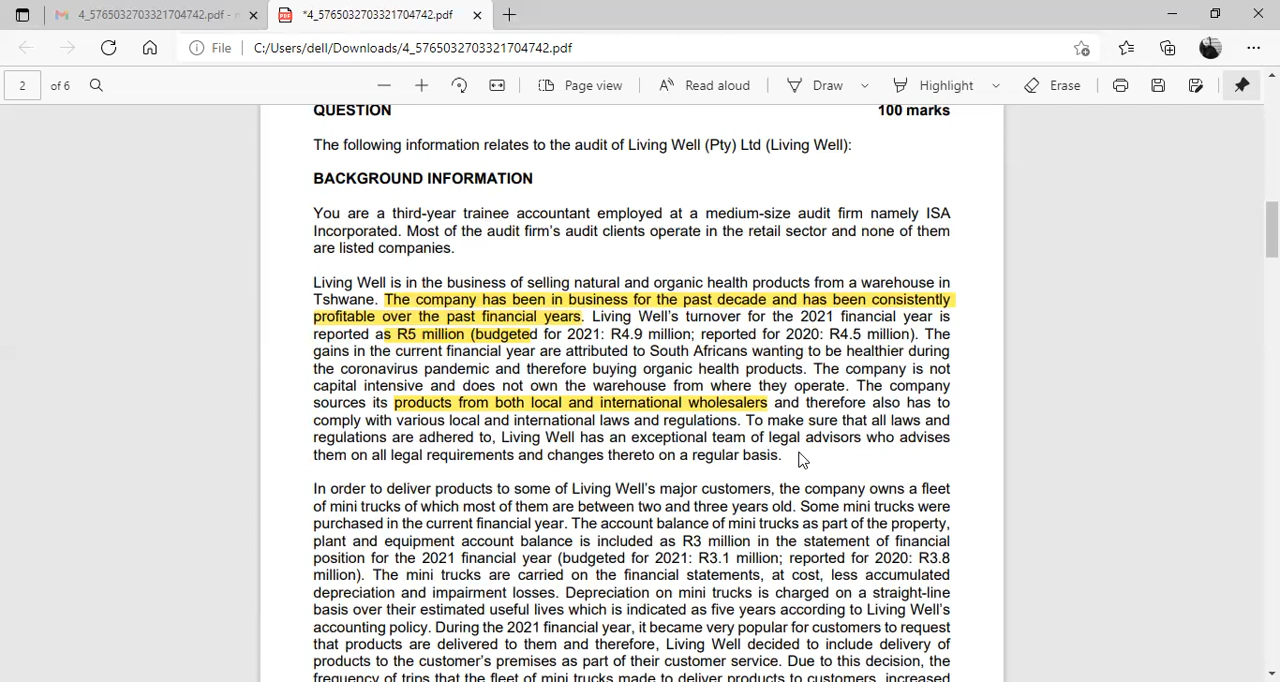 4_5765032703321704742.pdf -
*4_5765032703321704742.pdf
File
C:/Users/dell/Downloads/4_5765032703321704742.pdf
2 of 6
Page view
Read aloud
Draw
Highlight
Erase
QUESTION 100 marks
The following information relates to the audit of Living Well (Pty) Ltd (Living Well):
BACKGROUND INFORMATION
You are a third-year trainee accountant employed at a medium-size audit firm namely ISA
Incorporated. Most of the audit firm's audit clients operate in the retail sector and none of them
are listed companies.
Living Well is in the business of selling natural and organic health products from a warehouse in
Tshwane. The company has been in business for the past decade and has been consistently
profitable over the past financial years. Living Well's turnover for the 2021 financial year is
reported as R5 million (budgeted for 2021: R4.9 million; reported for 2020: R4.5 million). The
gains in the current financial year are attributed to South Africans wanting to be healthier during
the coronavirus pandemic and therefore buying organic health products. The company is not
capital intensive and does not own the warehouse from where they operate. The company
sources its products from both local and international wholesalers and therefore also has to
comply with various local and international laws and regulations. To make sure that all laws and
regulations are adhered to, Living Well has an exceptional team of legal advisors who advises
them on all legal requirements and changes thereto on a regular basis.
In order to deliver products to some of Living Well's major customers, the company owns a fleet
of mini trucks of which most of them are between two and three years old. Some mini trucks were
purchased in the current financial year. The account balance of mini trucks as part of the property,
plant and equipment account balance is included as R3 million in the statement of financial
position for the 2021 financial year (budgeted for 2021: R3.1 million; reported for 2020: R3.8
million). The mini trucks are carried on the financial statements, at cost, less accumulated
depreciation and impairment losses. Depreciation on mini trucks is charged on a straight-line
basis over their estimated useful lives which is indicated as five years according to Living Well's
accounting policy. During the 2021 financial year, it became very popular for customers to request
that products are delivered to them and therefore, Living Well decided to include delivery of
products to the customer's premises as part of their customer service. Due to this decision, the
frequency of trips that the fleet of mini trucks made to deliver products to customers, increased